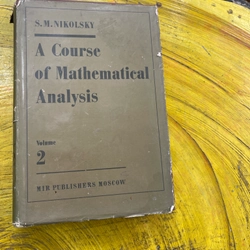 S. M. NIKOLSKY
A Course
of Mathematical
Analysis
Volume
2
MIR PUBLISHERS MOSCOW